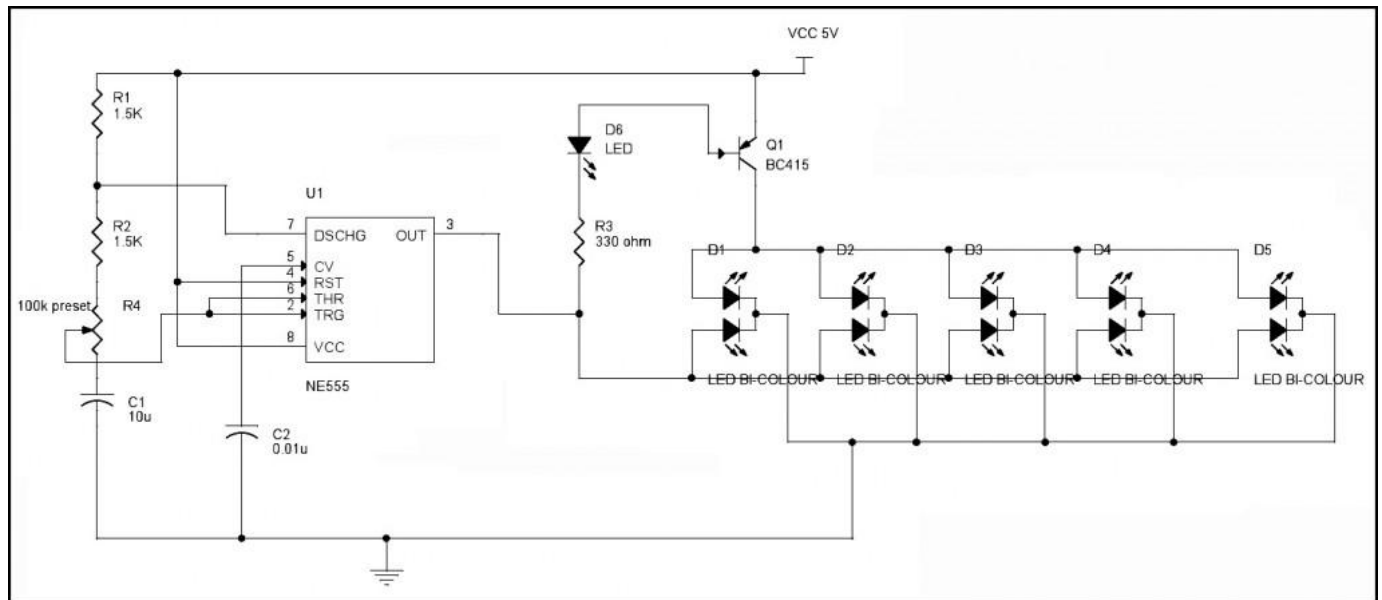 VCC 5V
R1
1.5K
D6
LED
Q1
BC415
U1
R2
1.5K
7
DSCHG
OUT
3
R3
330 ohm
5
CV
4
RST
6
THR
2
TRG
8
VCC
NE555
100k preset
R4
C1
10u
C2
0.01u
D1
D2
D3
D4
D5
LED BI-COLOUR
LED BI-COLOUR
LED BI-COLOUR
LED BI-COLOUR
LED BI-COLOUR